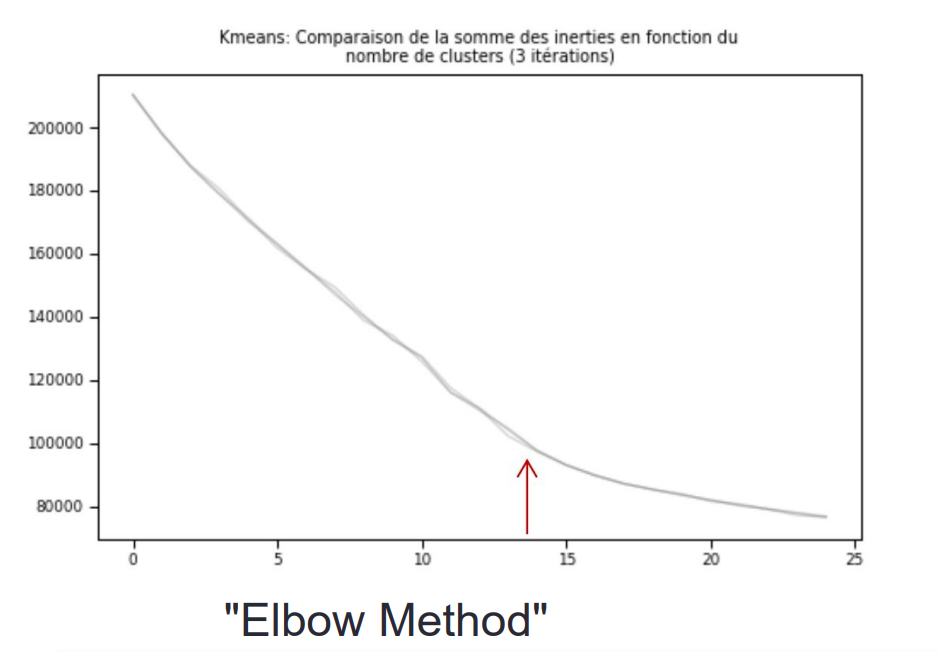 Kmeans: Comparaison de la somme des inerties en fonction du
nombre de clusters (3 itérations)
200000
180000
160000
140000
120000
100000
80000
0 5 10 15 20 25
"Elbow Method"